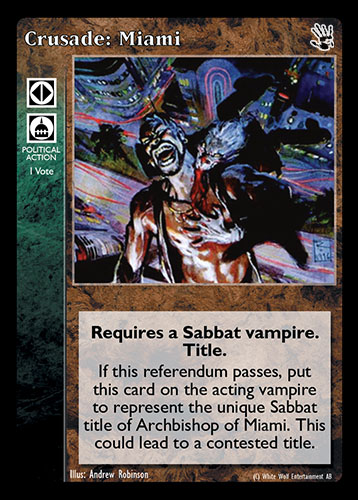 Crusade: Miami
POLITICAL
ACTION
1 Vote
Requires a Sabbat vampire.
Title.
If this referendum passes, put
this card on the acting vampire
to represent the unique Sabbat
title of Archbishop of Miami. This
could lead to a contested title.
Illus: Andrew Robinson
(C) White Wolf Entertainment AB